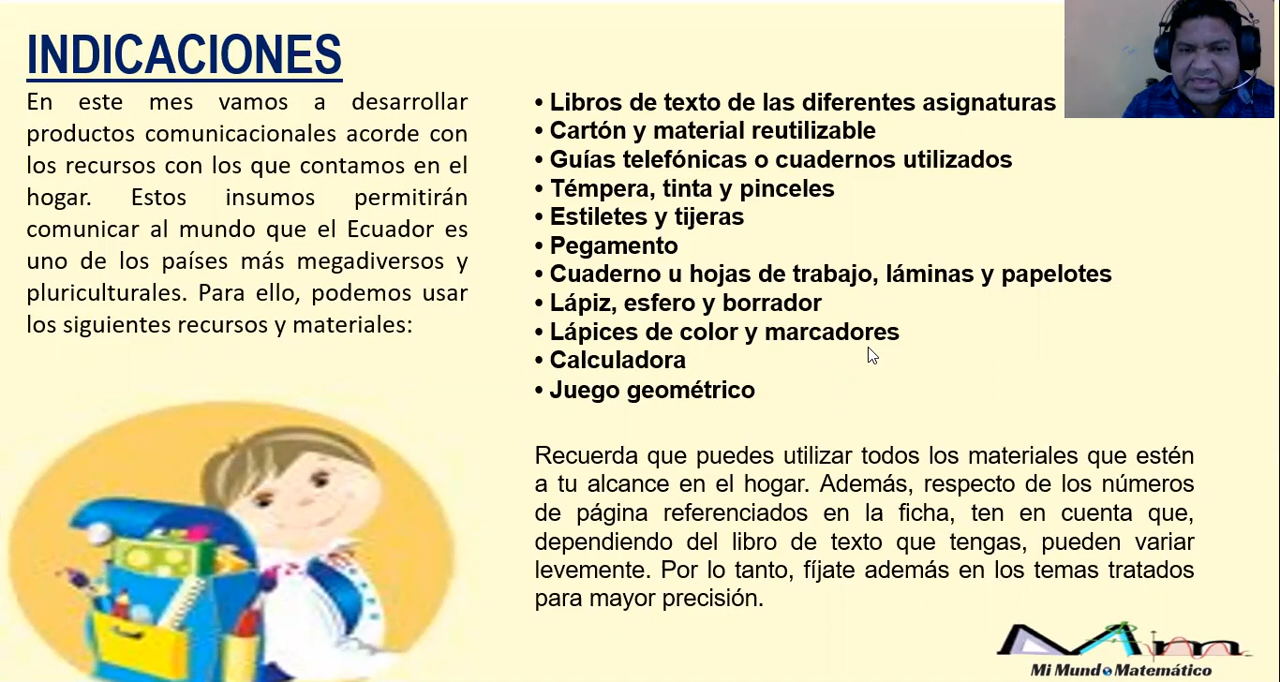 INDICACIONES
En este mes vamos a desarrollar
productos comunicacionales acorde con
los recursos con los que contamos en el
hogar. Estos insumos permitirán
comunicar al mundo que el Ecuador es
uno de los países más megadiversos y
pluriculturales. Para ello, podemos usar
los siguientes recursos y materiales:
• Libros de texto de las diferentes asignaturas
• Cartón y material reutilizable
• Guías telefónicas o cuadernos utilizados
• Témpera, tinta y pinceles
• Estiletes y tijeras
• Pegamento
• Cuaderno u hojas de trabajo, láminas y papelotes
• Lápiz, esfero y borrador
• Lápices de color y marcadores
• Calculadora
• Juego geométrico
Recuerda que puedes utilizar todos los materiales que estén
a tu alcance en el hogar. Además, respecto de los números
de página referenciados en la ficha, ten en cuenta que,
dependiendo del libro de texto que tengas, pueden variar
levemente. Por lo tanto, fíjate además en los temas tratados
para mayor precisión.
MMm
Mi Mundo Matemático